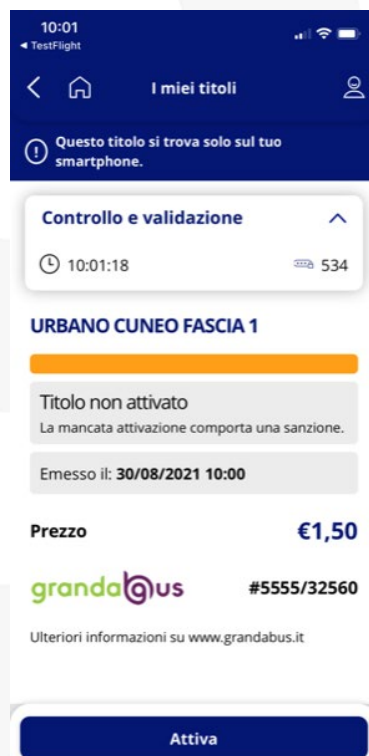 10:01
◀ TestFlight
I miei titoli
Questo titolo si trova solo sul tuo
smartphone.
Controllo e validazione
10:01:18
534
URBANO CUNEO FASCIA 1
Titolo non attivato
La mancata attivazione comporta una sanzione.
Emesso il: 30/08/2021 10:00
Prezzo
€1,50
grandabus
#5555/32560
Ulteriori informazioni su www.grandabus.it
Attiva